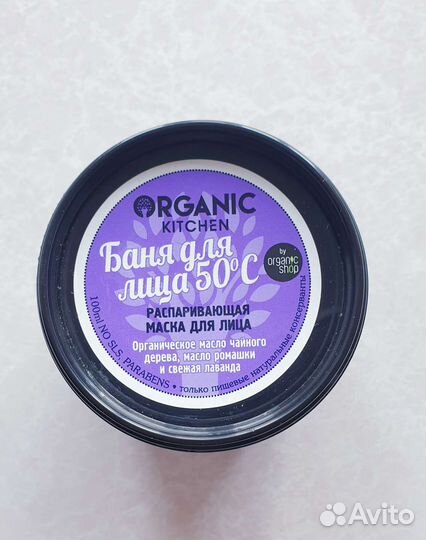 ORGANIC
KITCHEN
Баня для
лица 50°C
by
organic
shop
РАСПАРИВАЮЩАЯ
МАСКА ДЛЯ ЛИЦА
Органическое масло чайного
дерева, масло ромашки
и свежая лаванда
100ml NO SLS, PARABENS • только пищевые натуральные консерванты
Avito